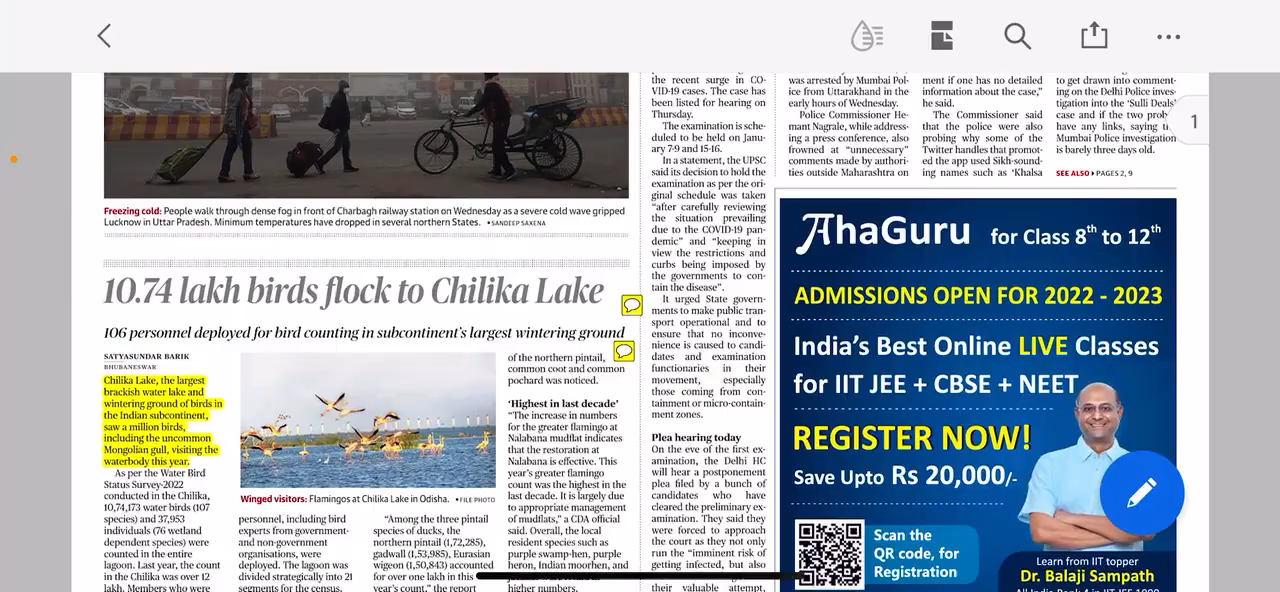 Freezing cold: People walk through dense fog in front of Charbagh railway station on Wednesday as a severe cold wave gripped
Lucknow in Uttar Pradesh. Minimum temperatures have dropped in several northern States. • SANDEEP SAXENA
10.74 lakh birds flock to Chilika Lake
106 personnel deployed for bird counting in subcontinent's largest wintering ground
SATYASUNDAR BARIK
BHUBANESWAR
Chilika Lake, the largest
brackish water lake and
wintering ground of birds in
the Indian subcontinent,
saw a million birds,
including the uncommon
Mongolian gull, visiting the
waterbody this year.
As per the Water Bird
Status Survey-2022
conducted in the Chilika,
10,74,173 water birds (107
species) and 37,953
individuals (76 wetland
dependent species) were
counted in the entire
lagoon. Last year, the count
in the Chilika was over 12
lakh. Members who were
Winged visitors: Flamingos at Chilika Lake in Odisha. • FILE PHOTO
personnel, including bird
experts from government-
and non-government
organisations, were
deployed. The lagoon was
divided strategically into 21
segments for the census.
"Among the three pintail
species of ducks, the
northern pintail (1,72,285),
gadwall (1,53,985), Eurasian
wigeon (1,50,843) accounted
for over one lakh in this
year's count," the report
of the northern pintail,
common coot and common
pochard was noticed.
'Highest in last decade'
"The increase in numbers
for the greater flamingo at
Nalabana mudflat indicates
that the restoration at
Nalabana is effective. This
year's greater flamingo
count was the highest in the
last decade. It is largely due
to appropriate management
of mudflats," a CDA official
said. Overall, the local
resident species such as
purple swamp-hen, purple
heron, Indian moorhen, and
higher numbers.
the recent surge in CO-
VID-19 cases. The case has
been listed for hearing on
Thursday.
The examination is sche-
duled to be held on Janu-
ary 7-9 and 15-16.
In a statement, the UPSC
said its decision to hold the
examination as per the ori-
ginal schedule was taken
"after carefully reviewing
the situation prevailing
due to the COVID-19 pan-
demic" and "keeping in
view the restrictions and
curbs being imposed by
the governments to con-
tain the disease".
It urged State govern-
ments to make public tran-
sport operational and to
ensure that no inconve-
nience is caused to candi-
dates and examination
functionaries in their
movement, especially
those coming from con-
tainment or micro-contain-
ment zones.
Plea hearing today
On the eve of the first ex-
amination, the Delhi HC
will hear a postponement
plea filed by a bunch of
candidates who have
cleared the preliminary ex-
amination. They said they
were forced to approach
the court as they not only
run the "imminent risk of
getting infected, but also
their valuable attempt,
was arrested by Mumbai Pol-
ice from Uttarakhand in the
early hours of Wednesday.
Police Commissioner He-
mant Nagrale, while address-
ing a press conference, also
frowned at "unnecessary"
comments made by authori-
ties outside Maharashtra on
ment if one has no detailed
information about the case,"
he said.
The Commissioner said
that the police were also
probing why some of the
Twitter handles that promot-
ed the app used Sikh-sound-
ing names such as 'Khalsa
to get drawn into comment-
ing on the Delhi Police inves-
tigation into the 'Sulli Deals'
case and if the two
have any links, saying
Mumbai Police investigation
is barely three days old.
SEE ALSO ▸ PAGES 2, 9
1
AhaGuru for Class 8th to 12th
ADMISSIONS OPEN FOR 2022 - 2023
India's Best Online LIVE Classes
for IIT JEE + CBSE + NEET
REGISTER NOW!
Save Upto Rs 20,000/-
Scan the
QR code, for
Registration
Learn from IIT topper
Dr. Balaji Sampath